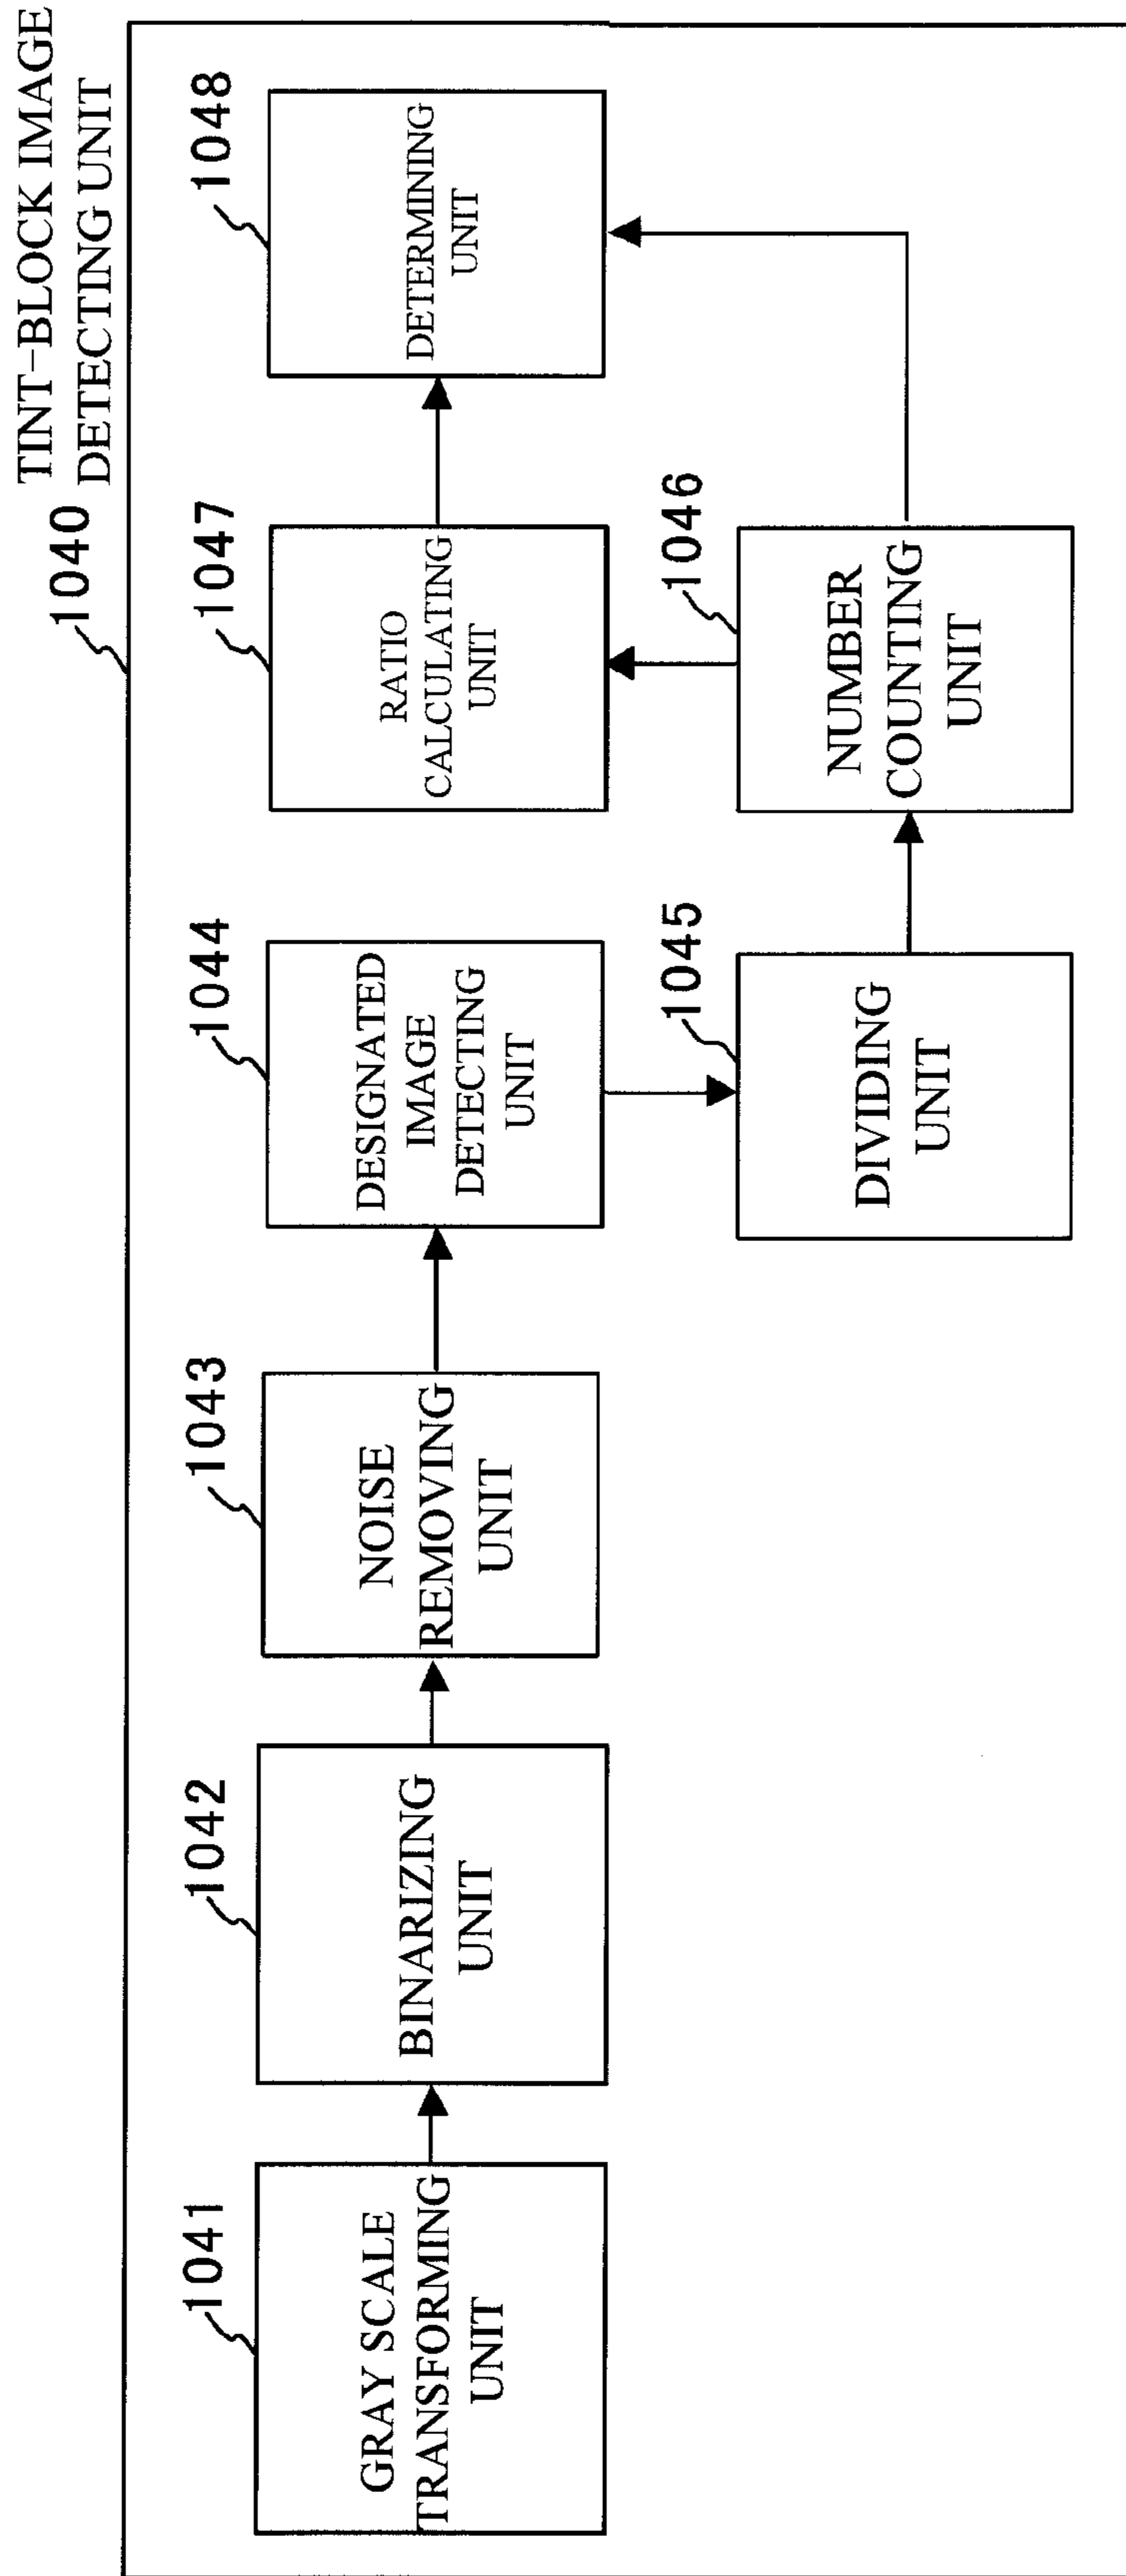 TINT-BLOCK IMAGE
DETECTING UNIT
1040
1041
GRAY SCALE
TRANSFORMING
UNIT
1042
BINARIZING
UNIT
1043
NOISE
REMOVING
UNIT
1044
DESIGNATED
IMAGE
DETECTING
UNIT
1045
DIVIDING
UNIT
1046
NUMBER
COUNTING
UNIT
1047
RATIO
CALCULATING
UNIT
1048
DETERMINING
UNIT